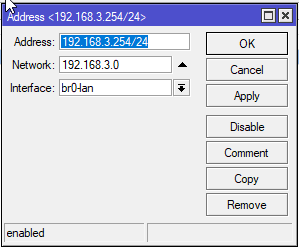 Address <192.168.3.254/24>
Address: 192.168.3.254/24
OK
Network: 192.168.3.0
Cancel
Interface: br0-lan
Apply
Disable
Comment
Copy
Remove
enabled